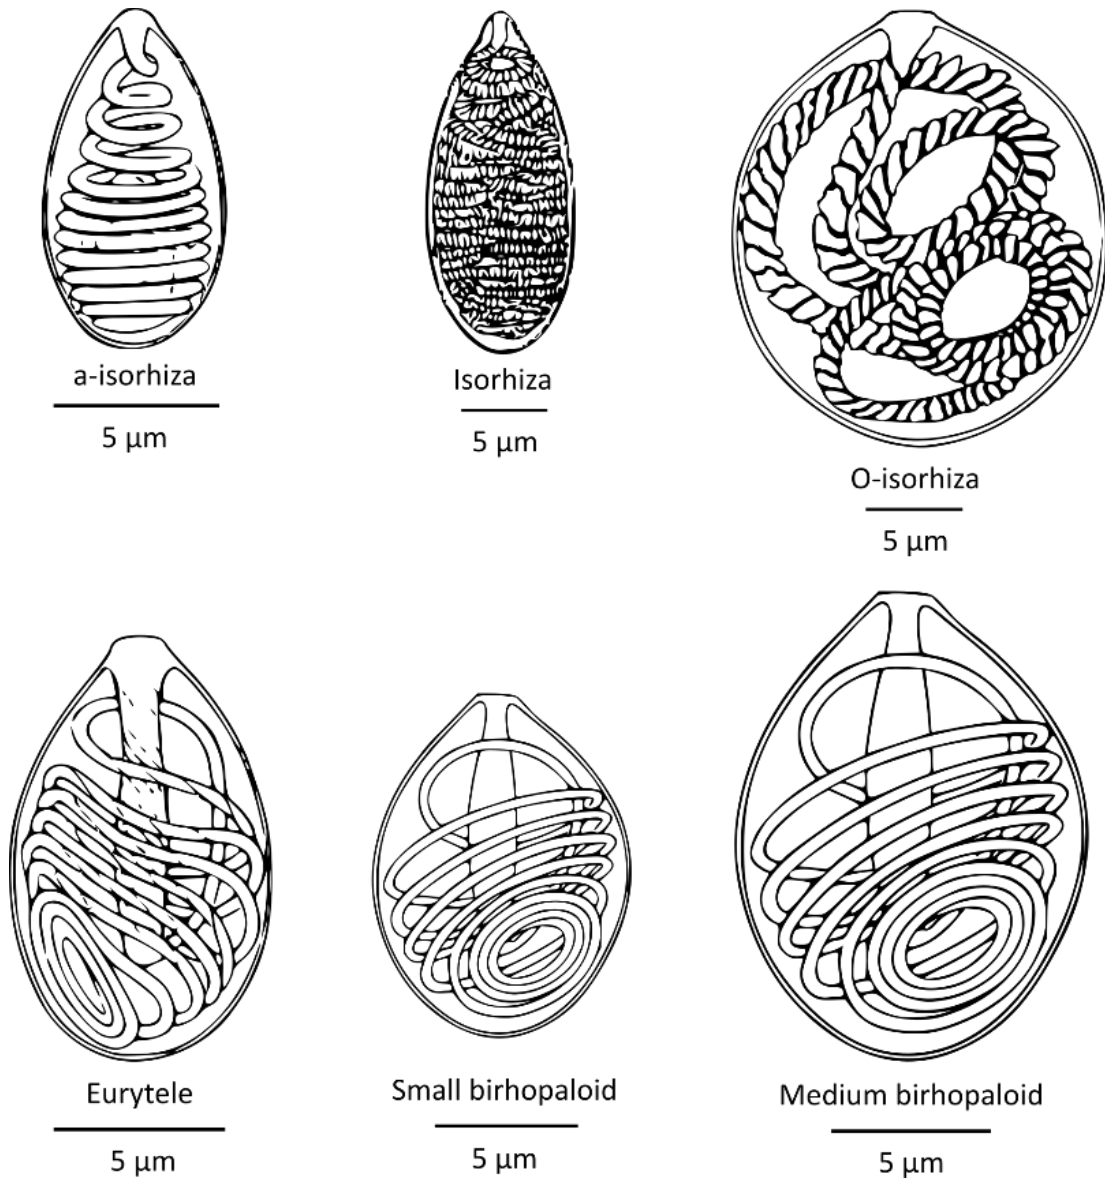 a-isorhiza
5 μm
Isorhiza
5 μm
O-isorhiza
5 μm
Eurytele
5 μm
Small birhopaloid
5 μm
Medium birhopaloid
5 μm